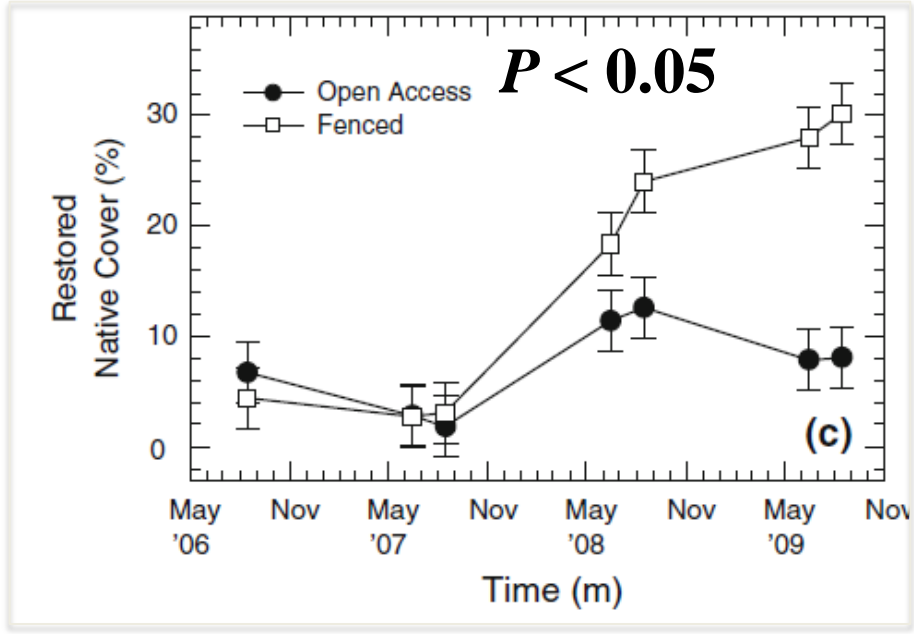 P < 0.05
Open Access
Fenced
30
20
10
0
Restored
Native Cover (%)
(c)
May Nov May Nov May Nov May Nov
’06 ’07 ’08 ’09
Time (m)